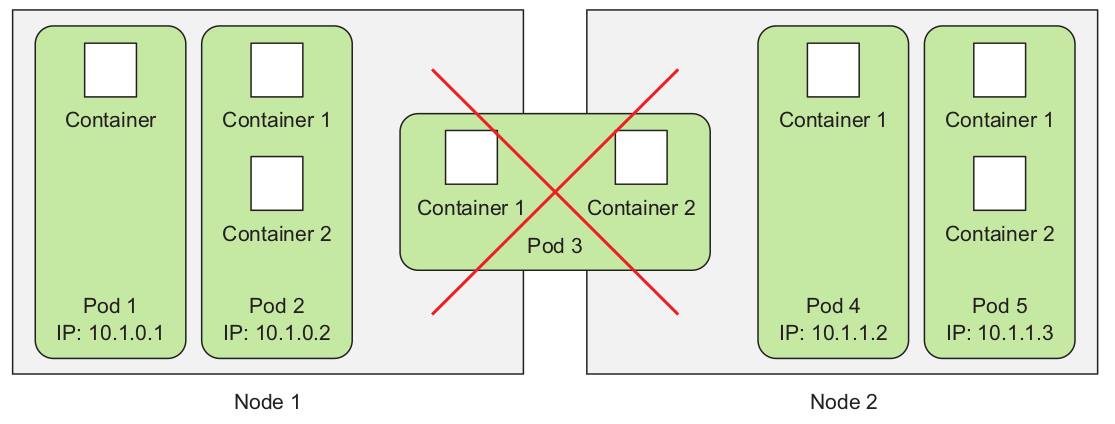 Container
Container 1
Container 2
Pod 1
IP: 10.1.0.1
Pod 2
IP: 10.1.0.2
Container 1
Container 2
Pod 3
Container 1
Container 1
Container 2
Pod 4
IP: 10.1.1.2
Pod 5
IP: 10.1.1.3
Node 1
Node 2